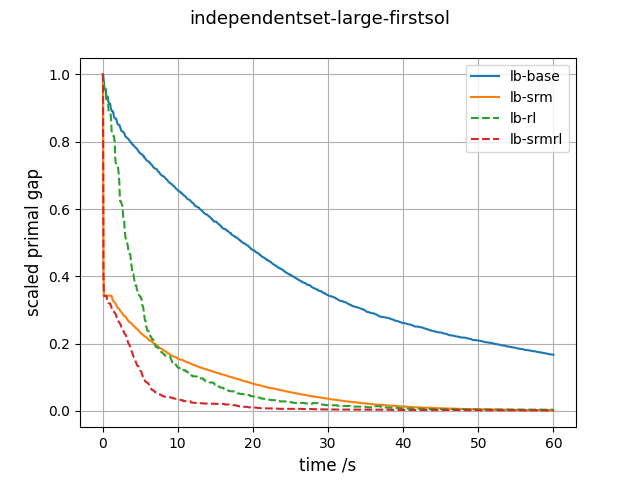 independentset-large-firstsol
lb-base
lb-srm
lb-rl
lb-srmrl
scaled primal gap
1.0
0.8
0.6
0.4
0.2
0.0
0 10 20 30 40 50 60
time /s